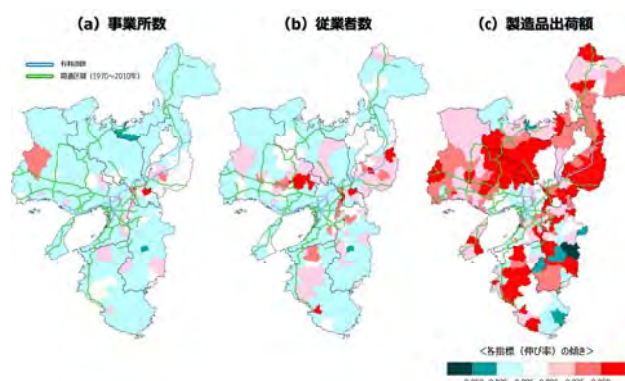 (a) 事業所数
(b) 従業者数
(c) 製造品出荷額
有料道路
開通区間 (1970~2010年)
<各指標 (伸び率) の傾き>